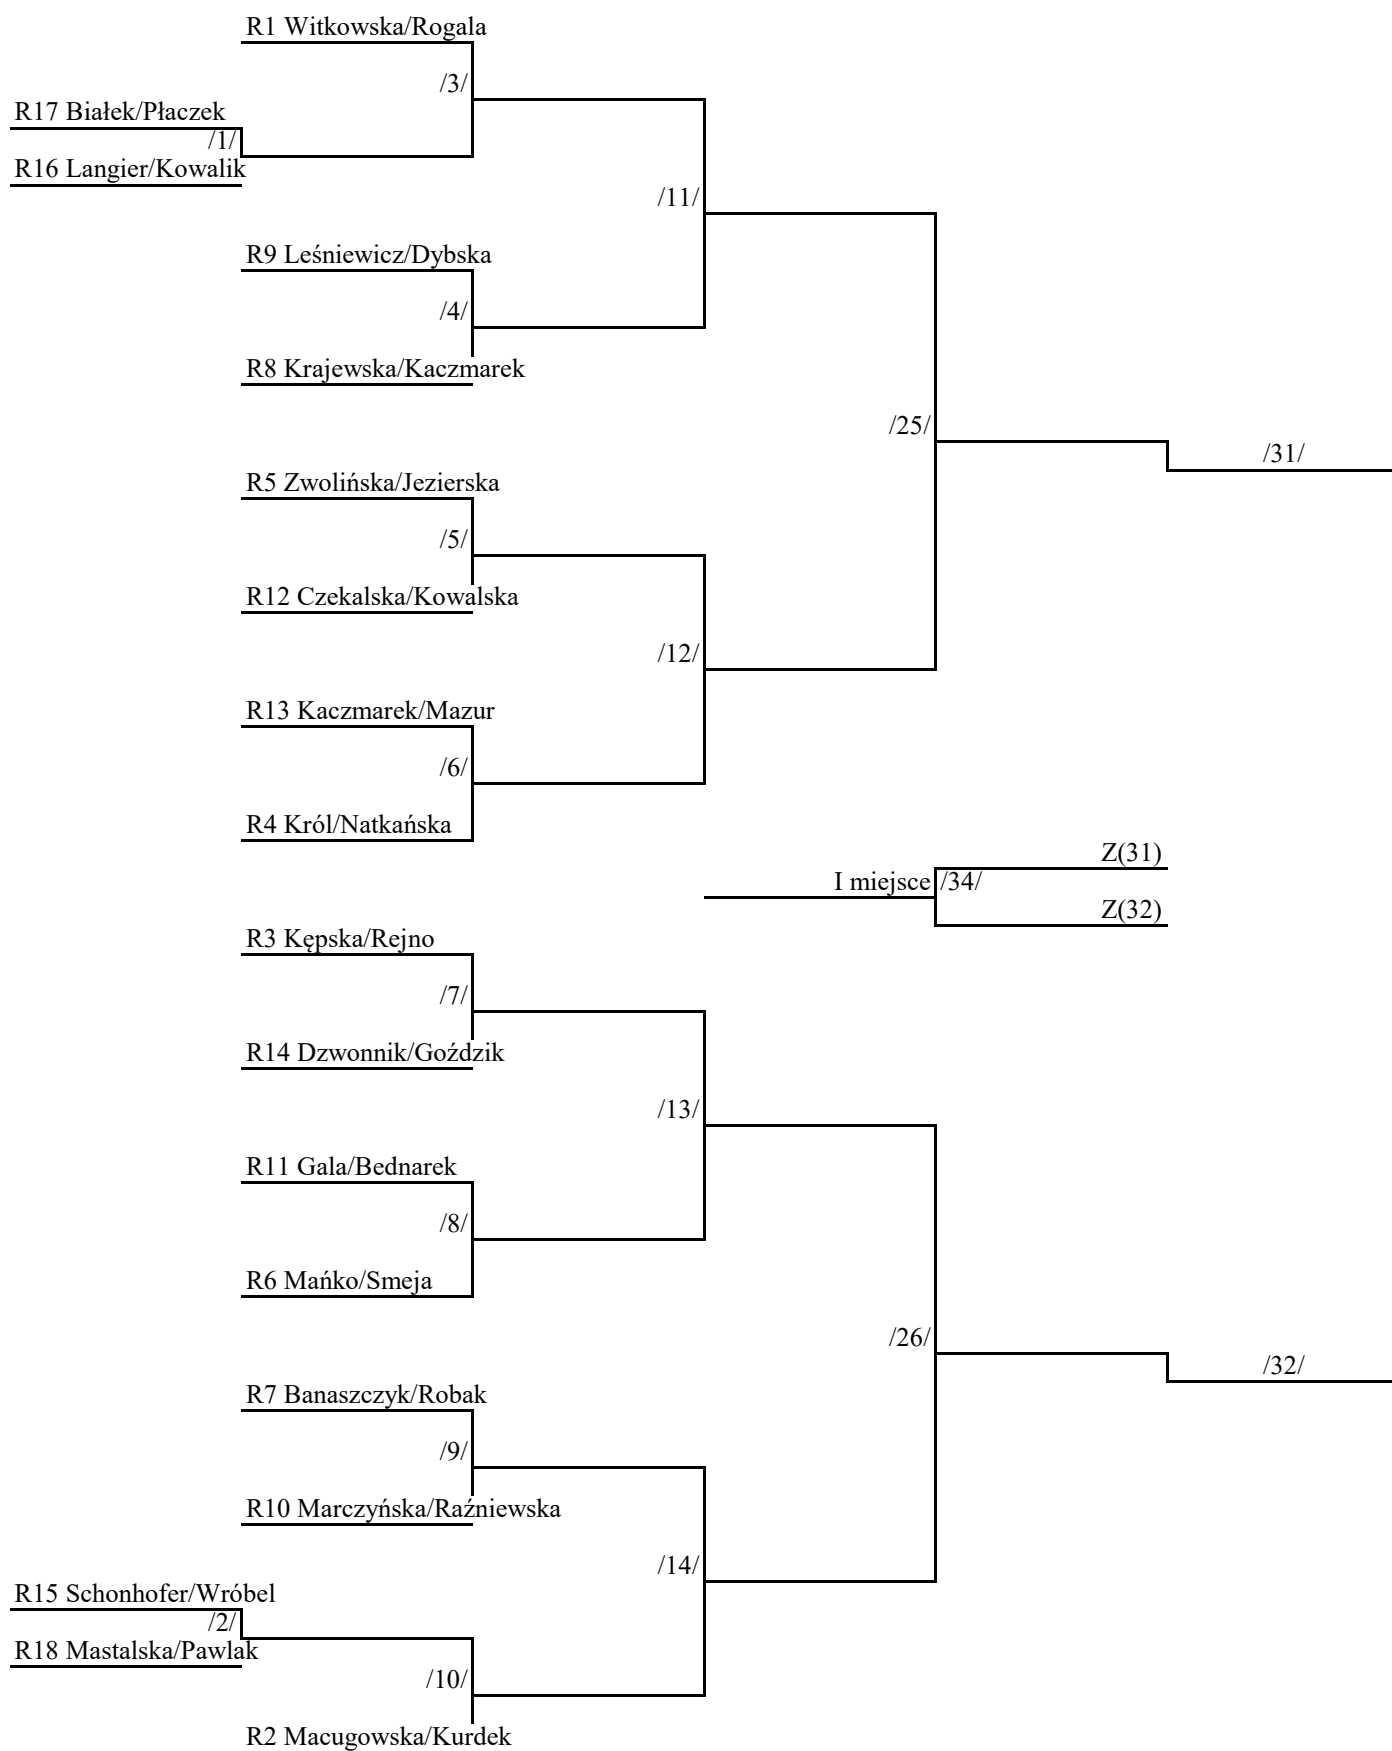 R1 Witkowska/Rogala
/3/
R17 Białek/Płaczek
/1/
R16 Langier/Kowalik
/11/
R9 Leśniewicz/Dybska
/4/
R8 Krajewska/Kaczmarek
/25/
/31/
R5 Zwolińska/Jezierska
/5/
R12 Czekalska/Kowalska
/12/
R13 Kaczmarek/Mazur
/6/
R4 Król/Natkańska
Z(31)
I miejsce /34/
Z(32)
R3 Kępska/Rejno
/7/
R14 Dzwonnik/Goździk
/13/
R11 Gala/Bednarek
/8/
R6 Mańko/Smeja
/26/
/32/
R7 Banaszczyk/Robak
/9/
R10 Marczyńska/Raźniewska
/14/
R15 Schonhofer/Wróbel
/2/
R18 Mastalska/Pawlak
/10/
R2 Macugowska/Kurdek